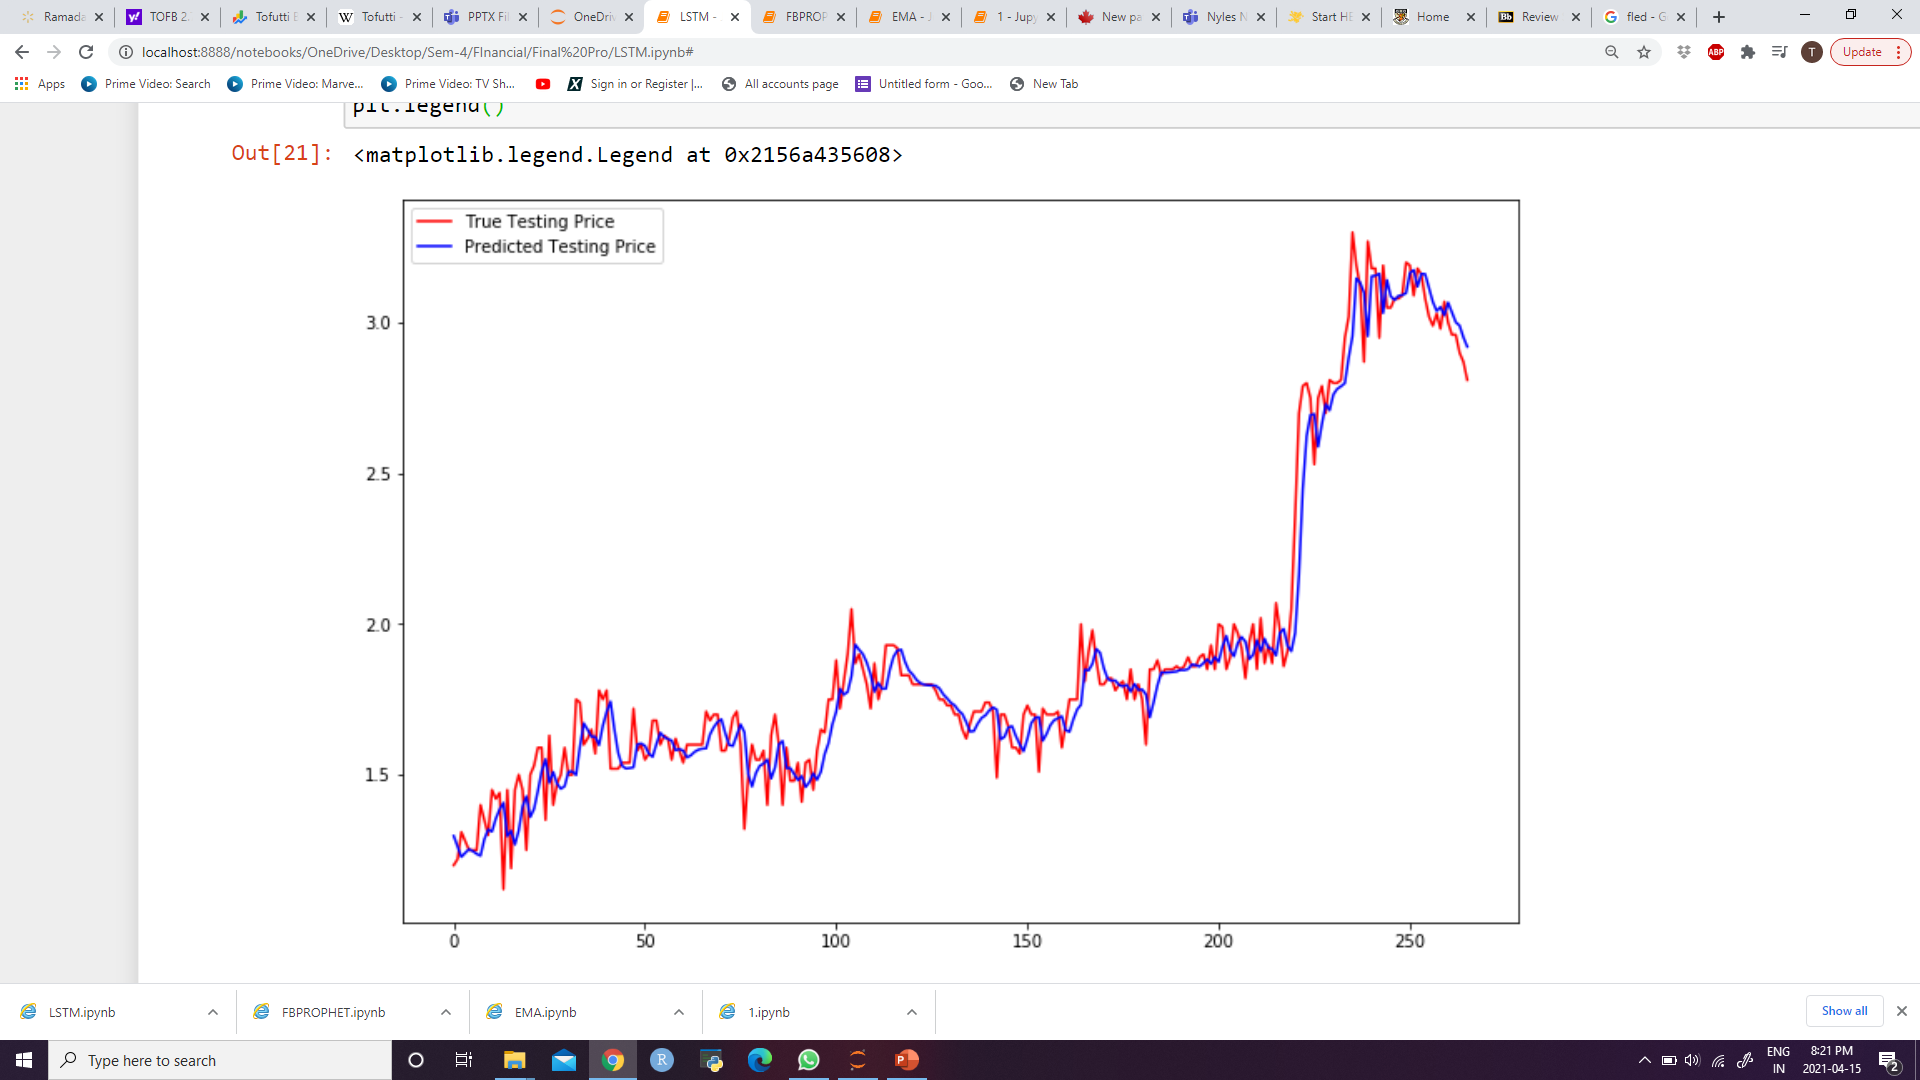 Ramada
TOFB 2.
Tofutti E
W Tofutti -
PPTX Fi
OneDri
LSTM -
FBPROP
EMA - J
1 - Jupy
New pa
Nyles N
Start HE
Home
Bb Review
fled - G
localhost:8888/notebooks/OneDrive/Desktop/Sem-4/FInancial/Final%20Pro/LSTM.ipynb#
ABP
T
Update
Apps
Prime Video: Search
Prime Video: Marve...
Prime Video: TV Sh...
Sign in or Register |...
All accounts page
Untitled form - Goo...
New Tab
plt.legend()
Out[21]: <matplotlib.legend.Legend at 0x2156a435608>
True Testing Price
Predicted Testing Price
3.0
2.5
2.0
1.5
0 50 100 150 200 250
LSTM.ipynb
FBPROPHET.ipynb
EMA.ipynb
1.ipynb
Show all
Type here to search
R
ENG
IN
8:21 PM
2021-04-15
2